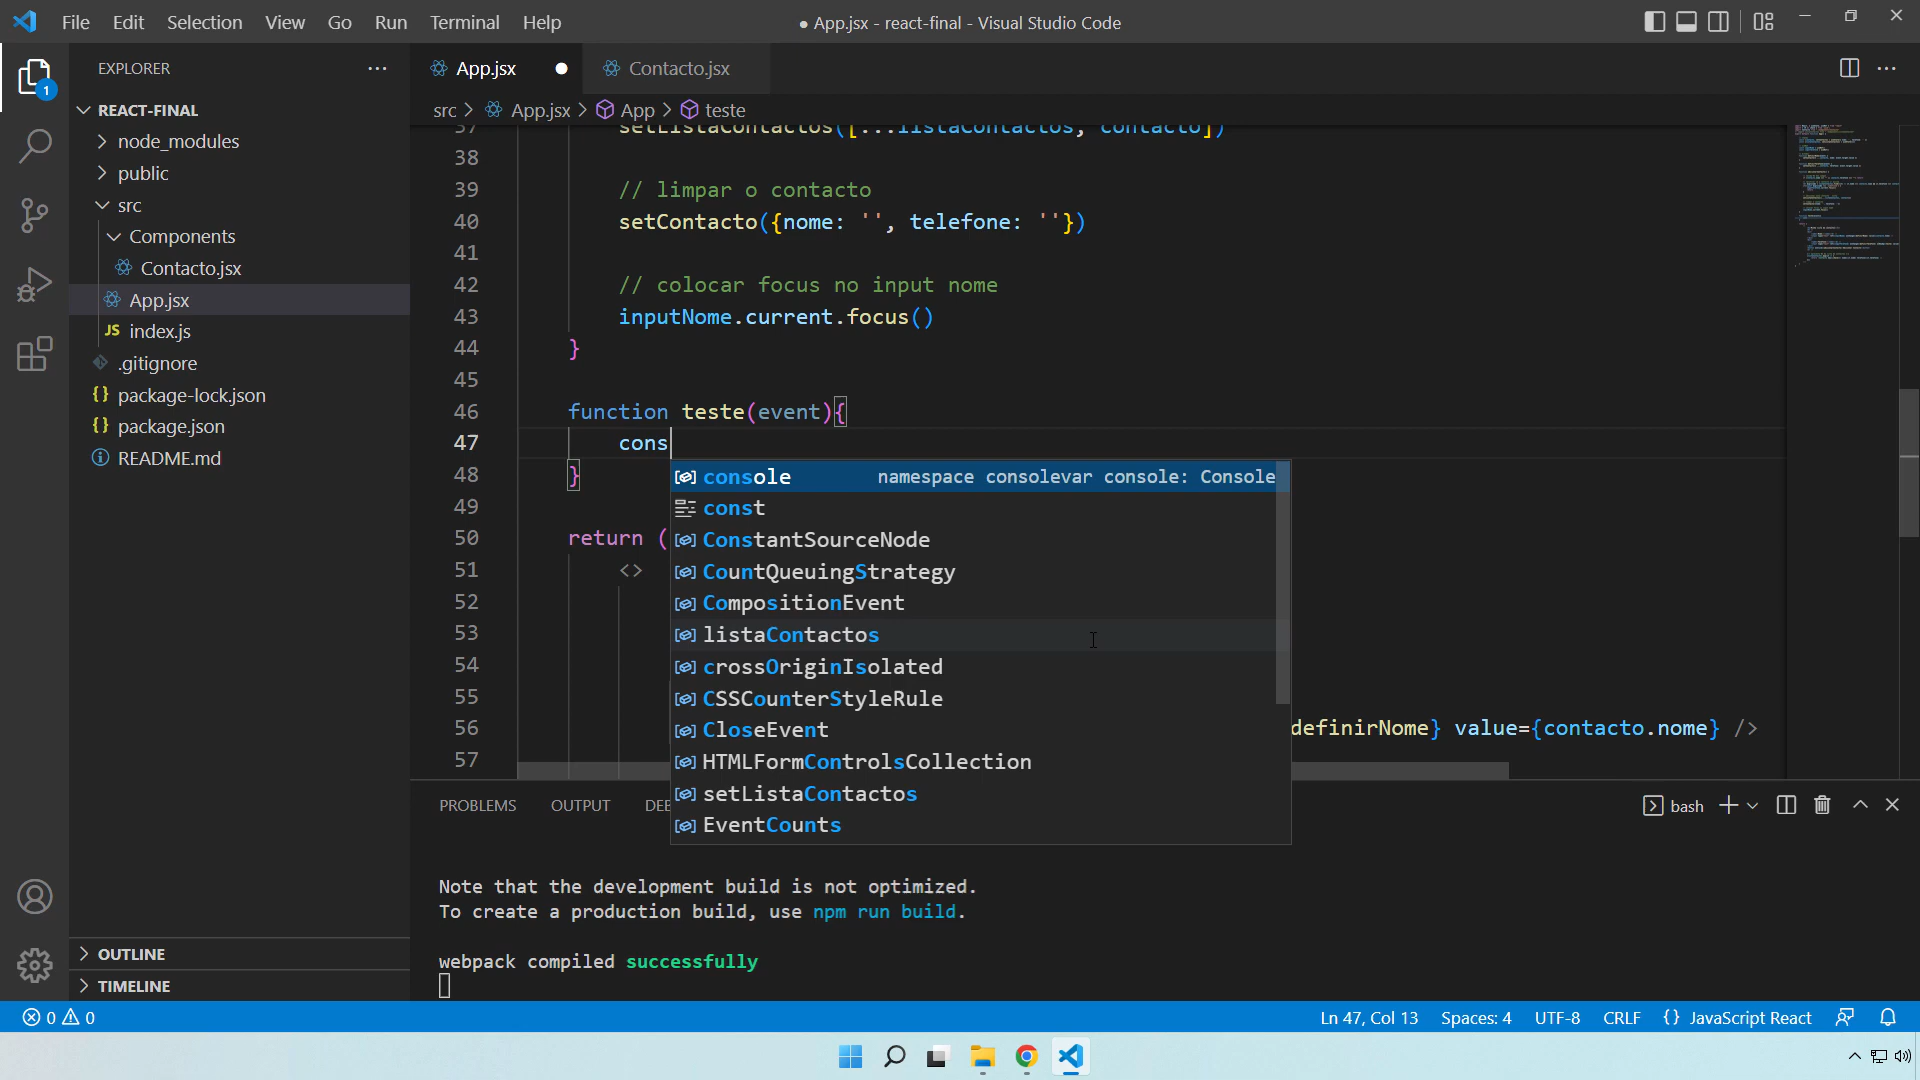 File Edit Selection View Go Run Terminal Help
● App.jsx - react-final - Visual Studio Code
EXPLORER
App.jsx
Contacto.jsx
REACT-FINAL
node_modules
public
src
Components
Contacto.jsx
App.jsx
index.js
.gitignore
package-lock.json
package.json
README.md
OUTLINE
TIMELINE
1
src > App.jsx > App > teste
37 setListaContactos([...listaContactos, contacto])
38
39 // limpar o contacto
40 setContacto({nome: '', telefone: ''})
41
42 // colocar focus no input nome
43 inputNome.current.focus()
44 }
45
46 function teste(event){
47 cons
48 }
49
50 return (
51 <>
52
53
54
55
56 definirNome} value={contacto.nome} />
57
console namespace consolevar console: Console
const
ConstantSourceNode
CountQueuingStrategy
CompositionEvent
listaContactos
crossOriginIsolated
CSSCounterStyleRule
CloseEvent
HTMLFormControlsCollection
setListaContactos
EventCounts
PROBLEMS OUTPUT DE
bash
Note that the development build is not optimized.
To create a production build, use npm run build.
webpack compiled successfully
0 0
Ln 47, Col 13 Spaces: 4 UTF-8 CRLF {} JavaScript React